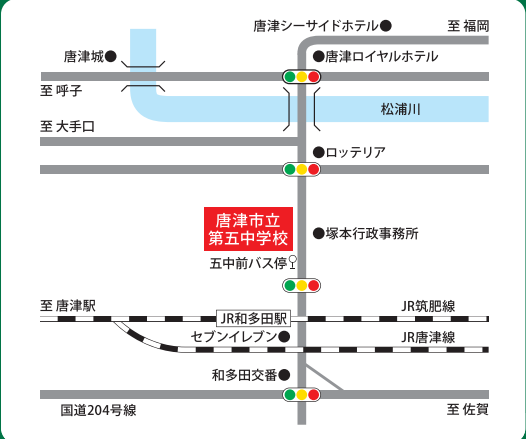 唐津シーサイドホテル
至 福岡
唐津城
唐津ロイヤルホテル
至 呼子
松浦川
至 大手口
ロッテリア
唐津市立
第五中学校
塚本行政事務所
五中前バス停
至 唐津駅
JR筑肥線
JR和多田駅
セブンイレブン
JR唐津線
和多田交番
国道204号線
至 佐賀